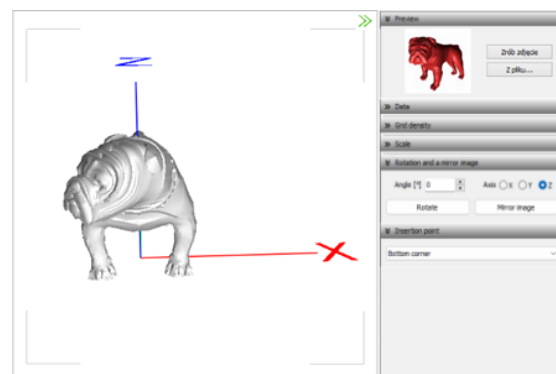 Z
X
Preview
Zrób zdjęcie
Z pliku...
Data
Grid density
Scale
Rotation and a mirror image
Angle [°] 0 Axis X Y Z
Rotate Mirror image
Insertion point
Bottom corner